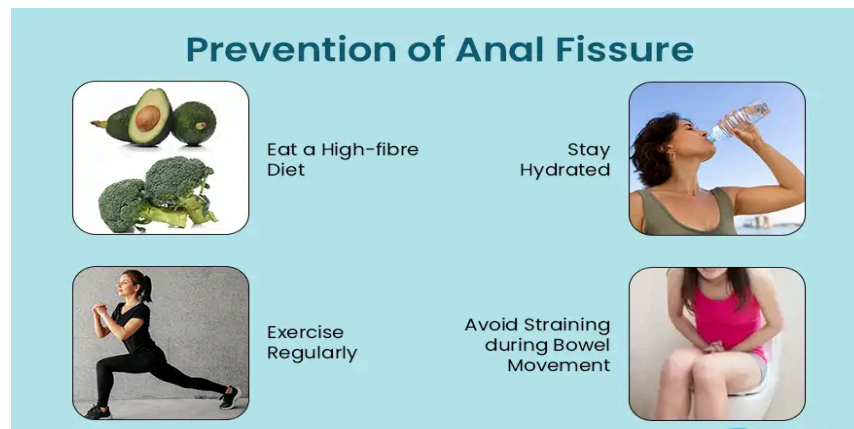 Prevention of Anal Fissure
Eat a High-fibre
Diet
Stay
Hydrated
Exercise
Regularly
Avoid Straining
during Bowel
Movement